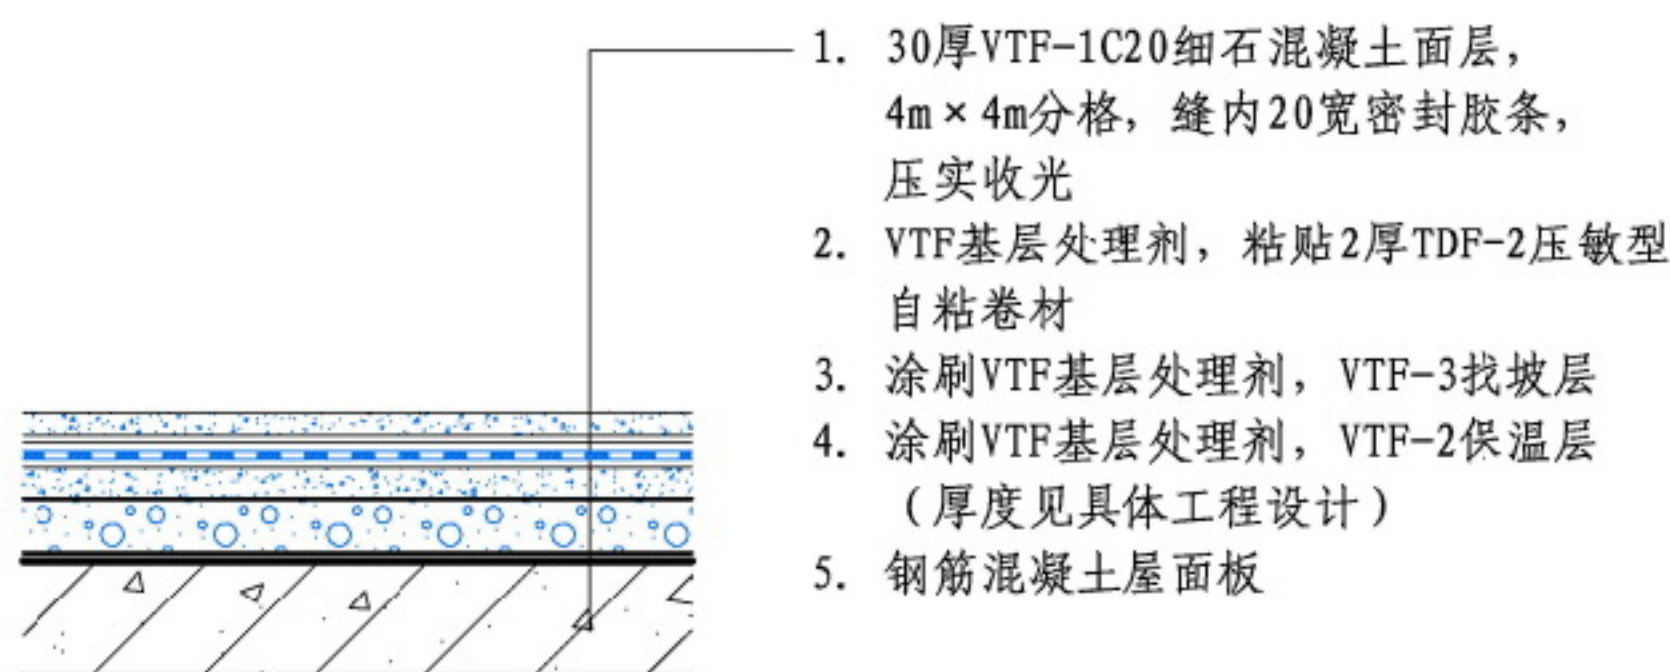 1. 30厚VTF-1C20细石混凝土面层，
4m×4m分格，缝内20宽密封胶条，
压实收光
2. VTF基层处理剂，粘贴2厚TDF-2压敏型
自粘卷材
3. 涂刷VTF基层处理剂，VTF-3找坡层
4. 涂刷VTF基层处理剂，VTF-2保温层
（厚度见具体工程设计）
5. 钢筋混凝土屋面板